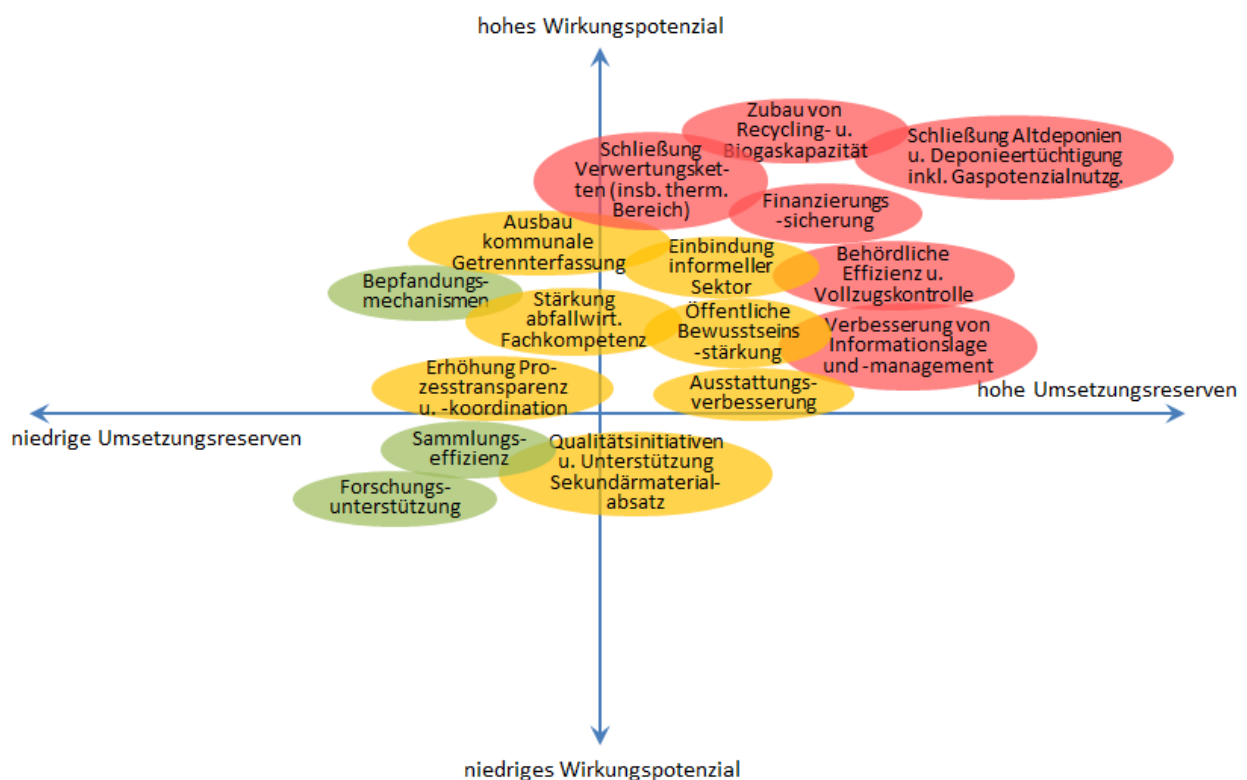 hohes Wirkungspotenzial
Zubau von
Recycling- u.
Biogaskapazität
Schließung Altdeponien
u. Deponieertüchtigung
inkl. Gaspotenzialnutzg.
Schließung
Verwertungsket-
ten (insb. therm.
Bereich)
Finanzierungs
-sicherung
Ausbau
kommunale
Getrennterfassung
Einbindung
informeller
Sektor
Behördliche
Effizienz u.
Vollzugskontrolle
Bepfandungs-
mechanismen
Stärkung
abfallwirt.
Fachkompetenz
Öffentliche
Bewusstseins
-stärkung
Verbesserung von
Informationslage
und -management
Erhöhung Pro-
zesstransparenz
u. -koordination
Ausstattungs-
verbesserung
hohe Umsetzungsreserven
niedrige Umsetzungsreserven
Sammlungs-
effizienz
Qualitätsinitiativen
u. Unterstützung
Sekundärmaterial-
absatz
Forschungs-
unterstützung
niedriges Wirkungspotenzial